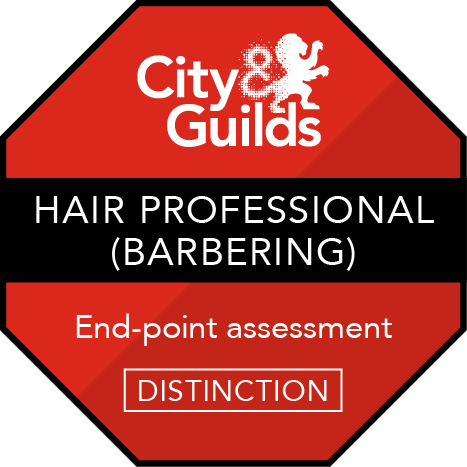 City&
Guilds
HAIR PROFESSIONAL
(BARBERING)
End-point assessment
DISTINCTION